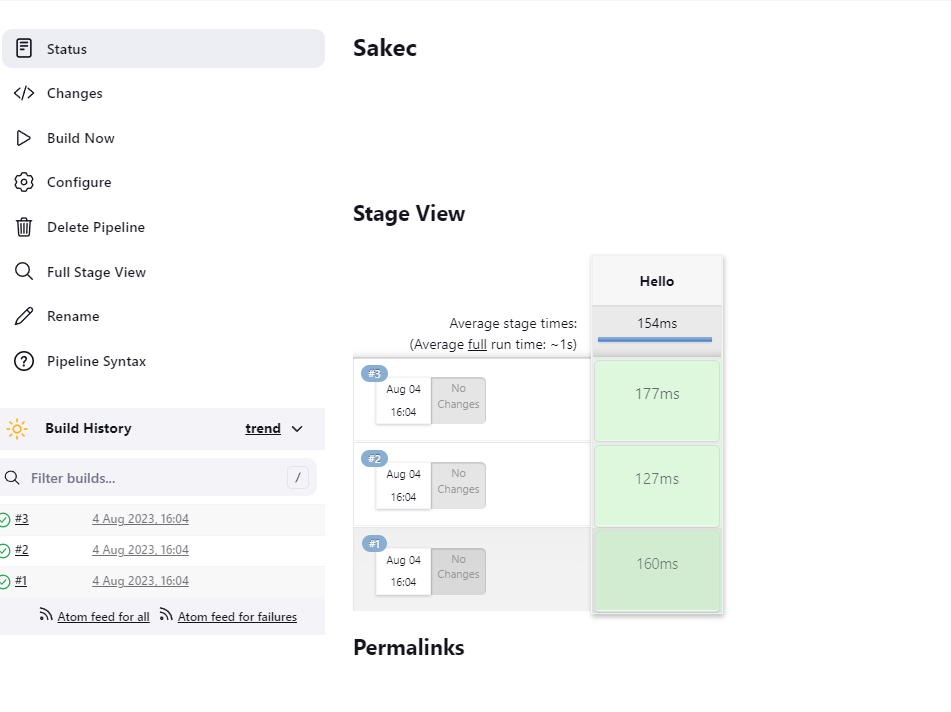 Status
Changes
Build Now
Configure
Delete Pipeline
Full Stage View
Rename
Pipeline Syntax
Build History
trend
Filter builds...
/
#3 4 Aug 2023, 16:04
#2 4 Aug 2023, 16:04
#1 4 Aug 2023, 16:04
Atom feed for all Atom feed for failures
Sakec
Stage View
Hello
Average stage times:
(Average full run time: ~1s)
154ms
#3
Aug 04
16:04
No
Changes
177ms
#2
Aug 04
16:04
No
Changes
127ms
#1
Aug 04
16:04
No
Changes
160ms
Permalinks